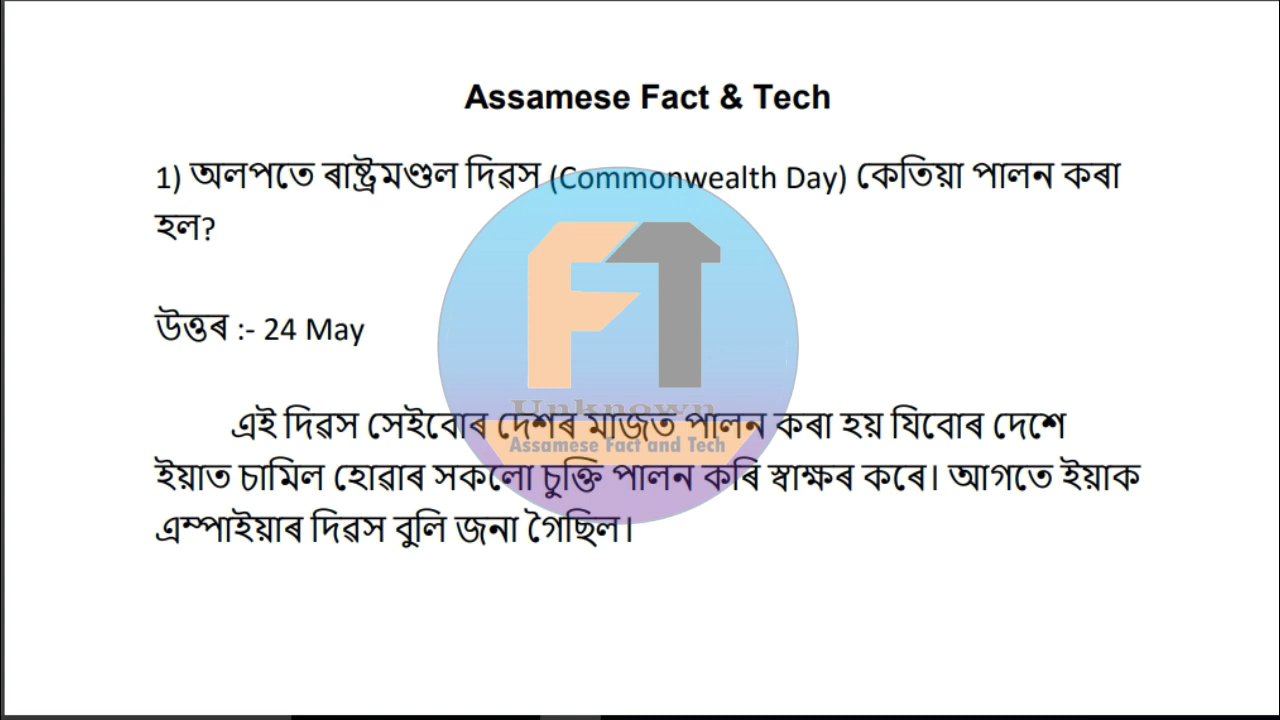 Assamese Fact & Tech
1) অলপতে ৰাষ্ট্ৰমণ্ডল দিৱস (Commonwealth Day) কেতিয়া পালন কৰা
হল?
উত্তৰ :- 24 May
Unknown
এই দিৱস সেইবোৰ দেশৰ মাজত পালন কৰা হয় যিবোৰ দেশে
Assamese Fact and Tech
ইয়াত চামিল হোৱাৰ সকলো চুক্তি পালন কৰি স্বাক্ষৰ কৰে। আগতে ইয়াক
এম্পাইয়াৰ দিৱস বুলি জনা গৈছিল।